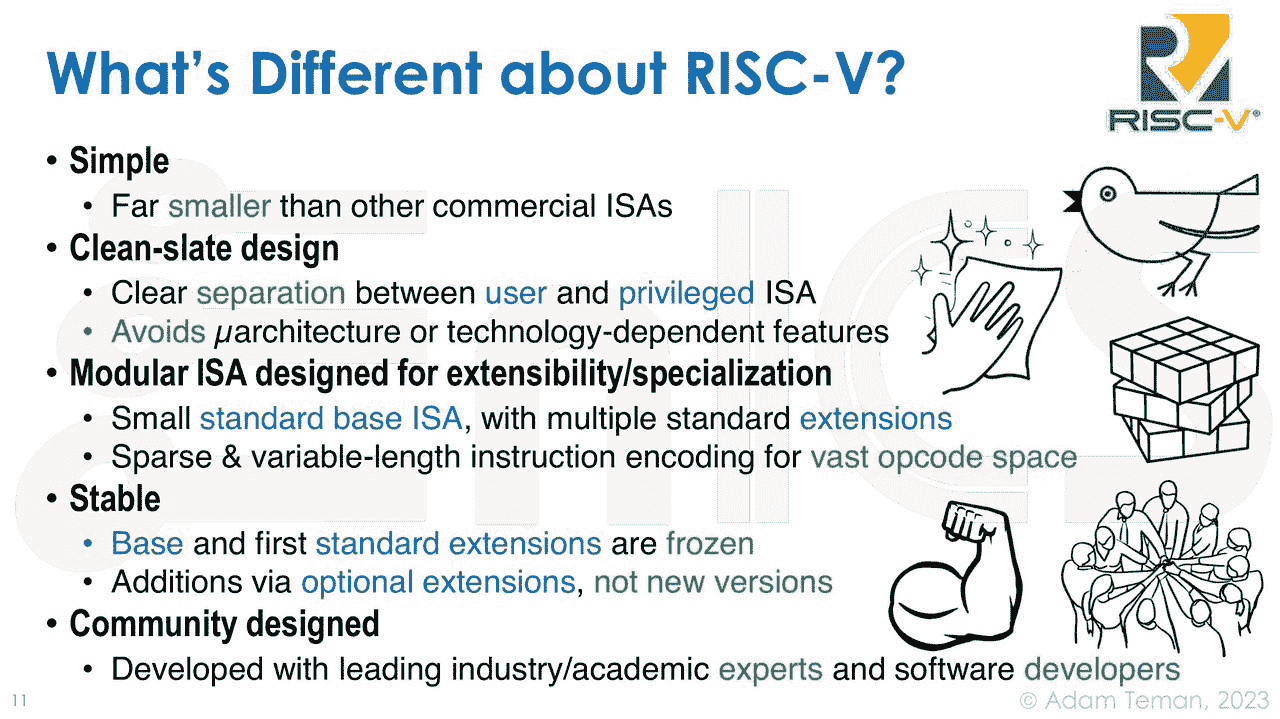 What's Different about RISC-V?
RISC-V®
• Simple
• Far smaller than other commercial ISAs
• Clean-slate design
• Clear separation between user and privileged ISA
• Avoids µarchitecture or technology-dependent features
• Modular ISA designed for extensibility/specialization
• Small standard base ISA, with multiple standard extensions
• Sparse & variable-length instruction encoding for vast opcode space
• Stable
• Base and first standard extensions are frozen
• Additions via optional extensions, not new versions
• Community designed
• Developed with leading industry/academic experts and software developers
11
© Adam Teman, 2023